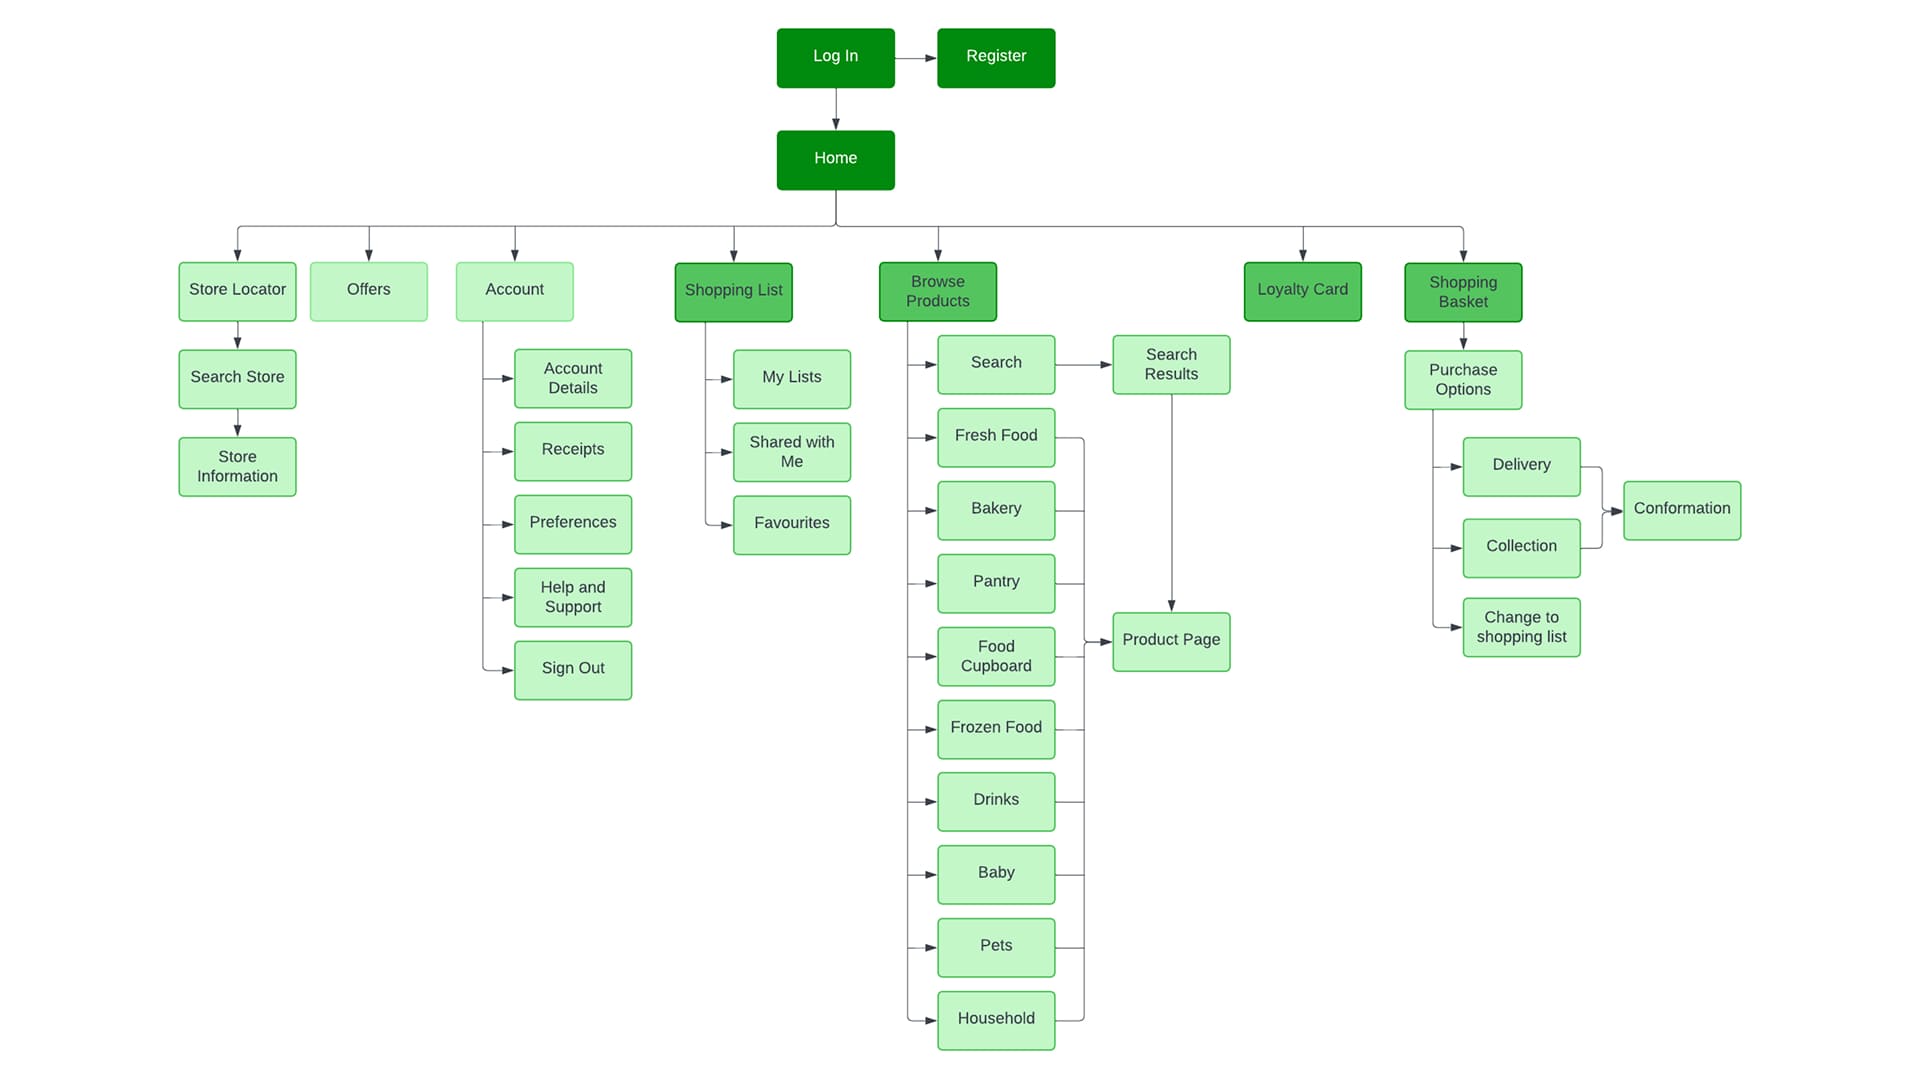 Log In
Register
Home
Store Locator
Offers
Account
Shopping List
Browse
Products
Loyalty Card
Shopping
Basket
Search Store
Store
Information
Account
Details
Receipts
Preferences
Help and
Support
Sign Out
My Lists
Shared with
Me
Favourites
Search
Search
Results
Fresh Food
Bakery
Pantry
Food
Cupboard
Frozen Food
Drinks
Baby
Pets
Household
Product Page
Purchase
Options
Delivery
Collection
Change to
shopping list
Conformation